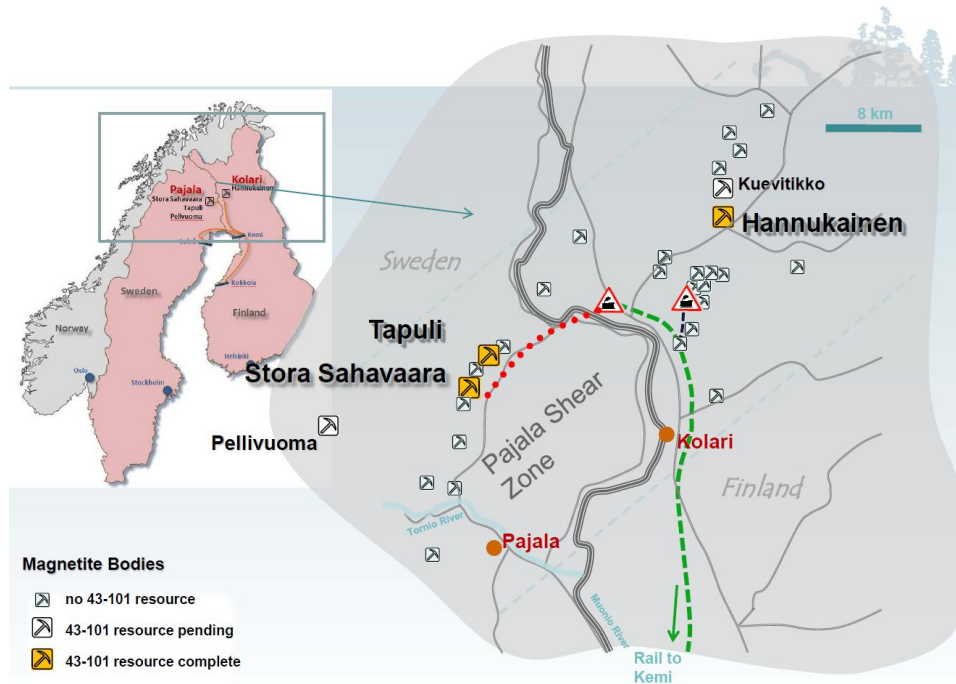 8 km
Kuevitikko
Hannukainen
Sweden
Tapuli
Stora Sahavaara
Pellivuoma
Pajala Shear
Zone
Kolari
Finland
Tornio River
Pajala
Muonio River
Rail to
Kemi
Kolari
Hannukainen
Pajala
Stora Sahavaara
Tapuli
Pellivuoma
Kemi
Kokkola
Sweden
Finland
Norway
Helsinki
Oslo
Stockholm
Magnetite Bodies
no 43-101 resource
43-101 resource pending
43-101 resource complete